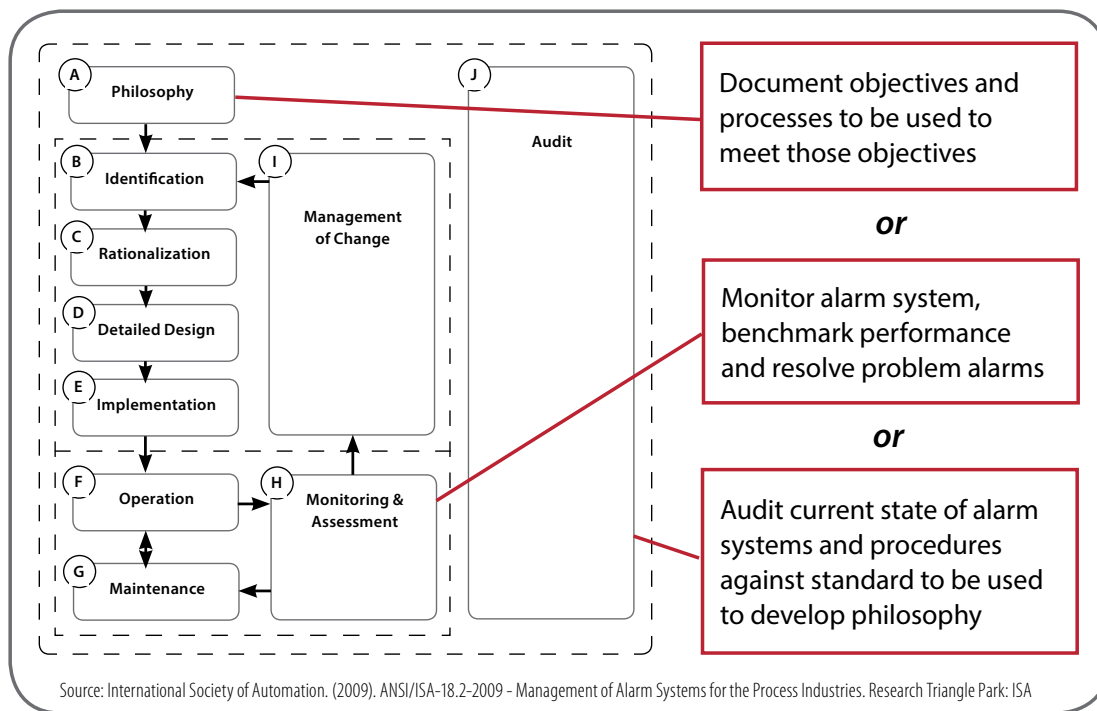 A
Philosophy
B
Identification
C
Rationalization
D
Detailed Design
E
Implementation
F
Operation
G
Maintenance
I
Management
of Change
H
Monitoring &
Assessment
J
Audit
Document objectives and
processes to be used to
meet those objectives
or
Monitor alarm system,
benchmark performance
and resolve problem alarms
or
Audit current state of alarm
systems and procedures
against standard to be used
to develop philosophy
Source: International Society of Automation. (2009). ANSI/ISA-18.2-2009 - Management of Alarm Systems for the Process Industries. Research Triangle Park: ISA